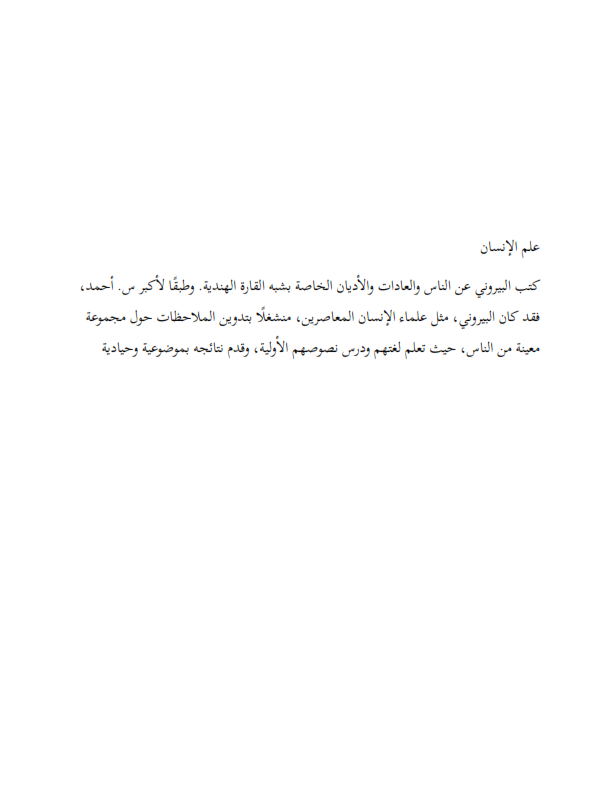 علم الإنسان
كتب البيروني عن الناس والعادات والأديان الخاصة بشبه القارة الهندية. وطبقًا لأكبر س. أحمد،
فقد كان البيروني، مثل علماء الإنسان المعاصرين، منشغلًا بتدوين الملاحظات حول مجموعة
معينة من الناس، حيث تعلم لغتهم ودرس نصوصهم الأولية، وقدم نتائجه بموضوعية وحيادية